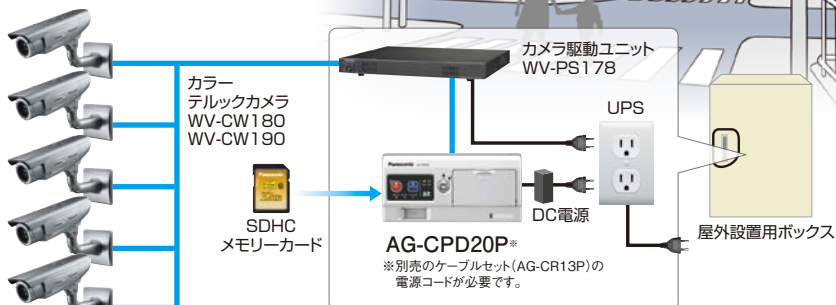 カラー
テルックカメラ
WV-CW180
WV-CW190
カメラ駆動ユニット
WV-PS178
UPS
Panasonic
SDHC
メモリーカード
Panasonic
DC電源
屋外設置用ボックス
AG-CPD20P※
※別売のケーブルセット（AG-CR13P）の
電源コードが必要です。